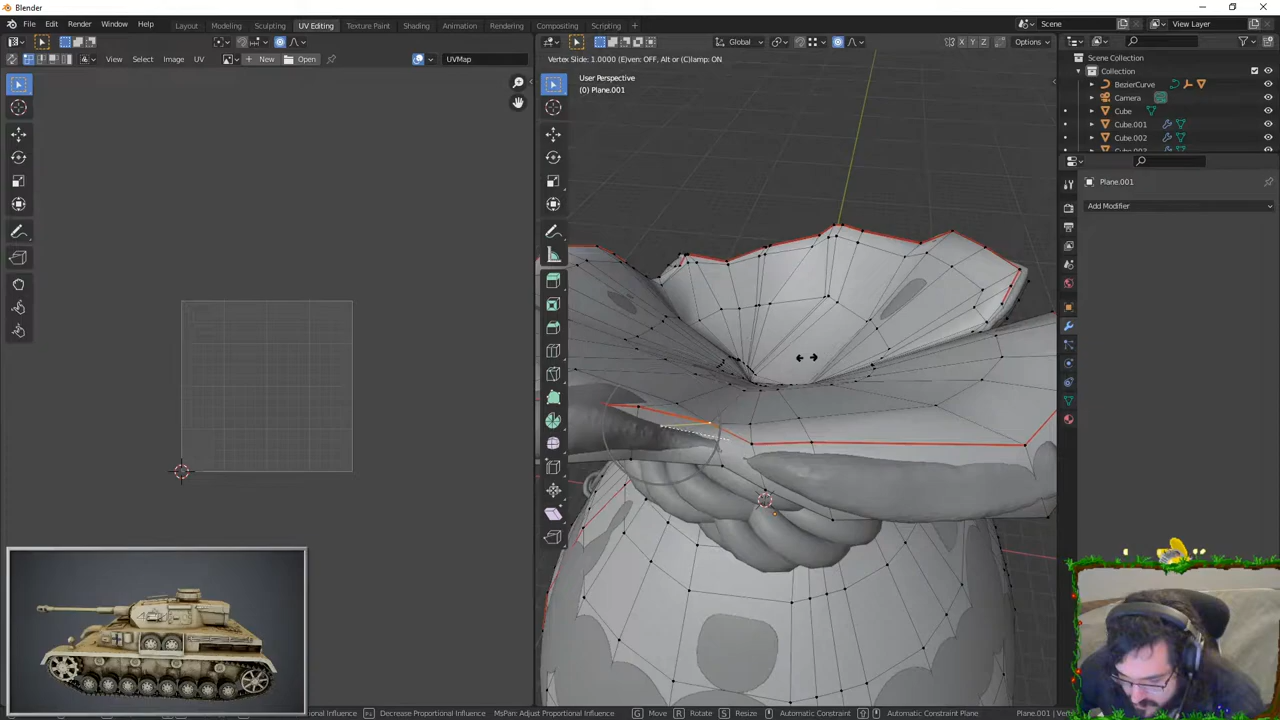 Blender
File Edit Render Window Help
Layout Modeling Sculpting UV Editing Texture Paint Shading Animation Rendering Compositing Scripting
Scene
View Layer
Global
Options
View Select Image UV
New
Open
UVMap
Vertex Slide: 1.0000 (E)ven: OFF, Alt or (C)lamp: ON
User Perspective
(0) Plane.001
X Y Z
Scene Collection
Collection
BezierCurve
Camera
Cube
Cube.001
Cube.002
Plane.001
Add Modifier
Decrease Proportional Influence
MsPan: Adjust Proportional Influence
G Move
R Rotate
S Resize
Automatic Constraint
Automatic Constraint Plane